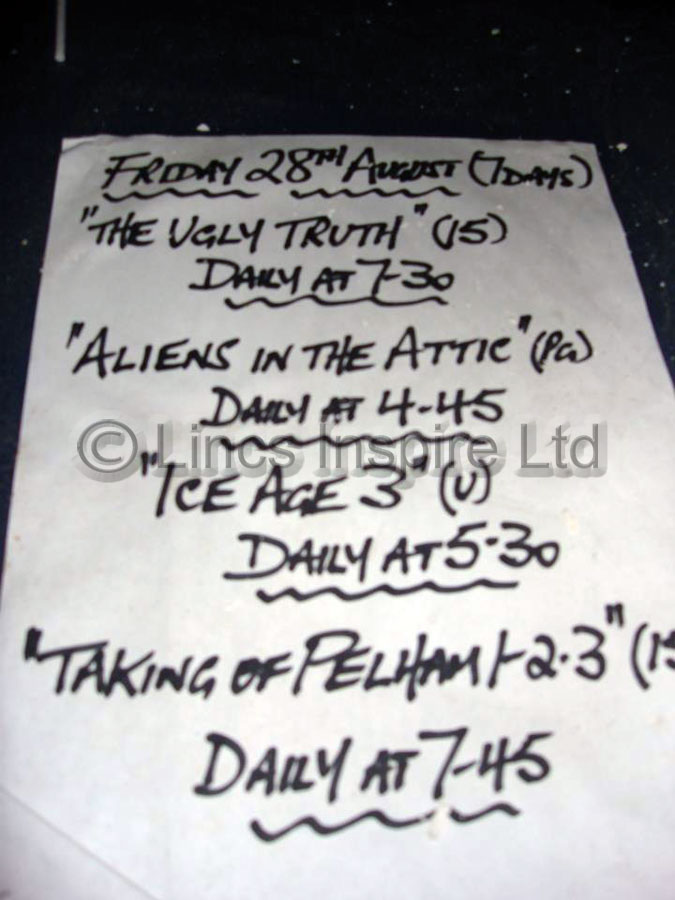 FRIDAY 28TH AUGUST (7 DAYS)
"THE UGLY TRUTH" (15)
DAILY AT 7-30
"ALIENS IN THE ATTIC" (PG)
DAILY AT 4-45
© Lincs Inspire Ltd
"ICE AGE 3" (U)
DAILY AT 5·30
"TAKING OF PELHAM 1-2·3" (15
DAILY AT 7-45